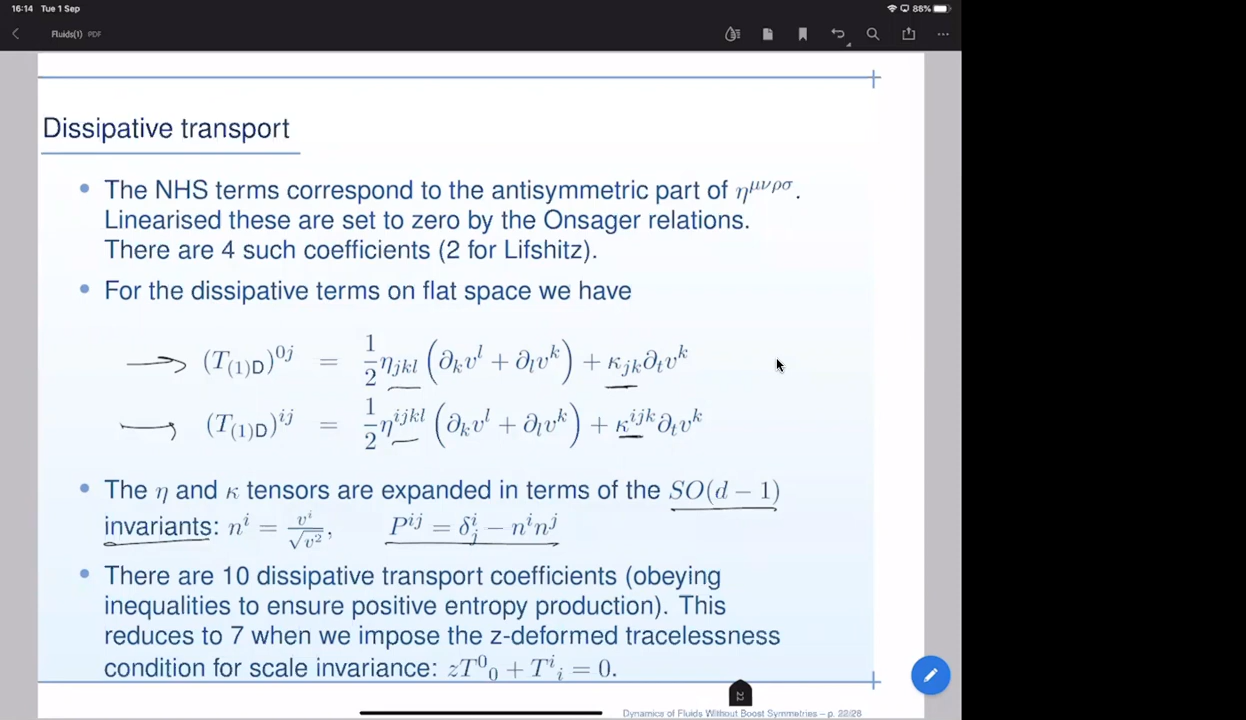 16:14 Tue 1 Sep
88%
Fluids(1) PDF
Dissipative transport
• The NHS terms correspond to the antisymmetric part of η^{μνρσ}.
Linearised these are set to zero by the Onsager relations.
There are 4 such coefficients (2 for Lifshitz).
• For the dissipative terms on flat space we have
(T_{(1)D})^{0j} = \frac{1}{2} η_{jkl} (∂_k v^l + ∂_l v^k) + κ_{jk} ∂_t v^k
(T_{(1)D})^{ij} = \frac{1}{2} η^{ijkl} (∂_k v^l + ∂_l v^k) + κ^{ijk} ∂_t v^k
• The η and κ tensors are expanded in terms of the SO(d − 1)
invariants: n^i = \frac{v^i}{\sqrt{v^2}}, P^{ij} = δ^i_j − n^i n^j
• There are 10 dissipative transport coefficients (obeying
inequalities to ensure positive entropy production). This
reduces to 7 when we impose the z-deformed tracelessness
condition for scale invariance: zT^0_0 + T^i_i = 0.
22
Dynamics of Fluids Without Boost Symmetries – p. 22/28